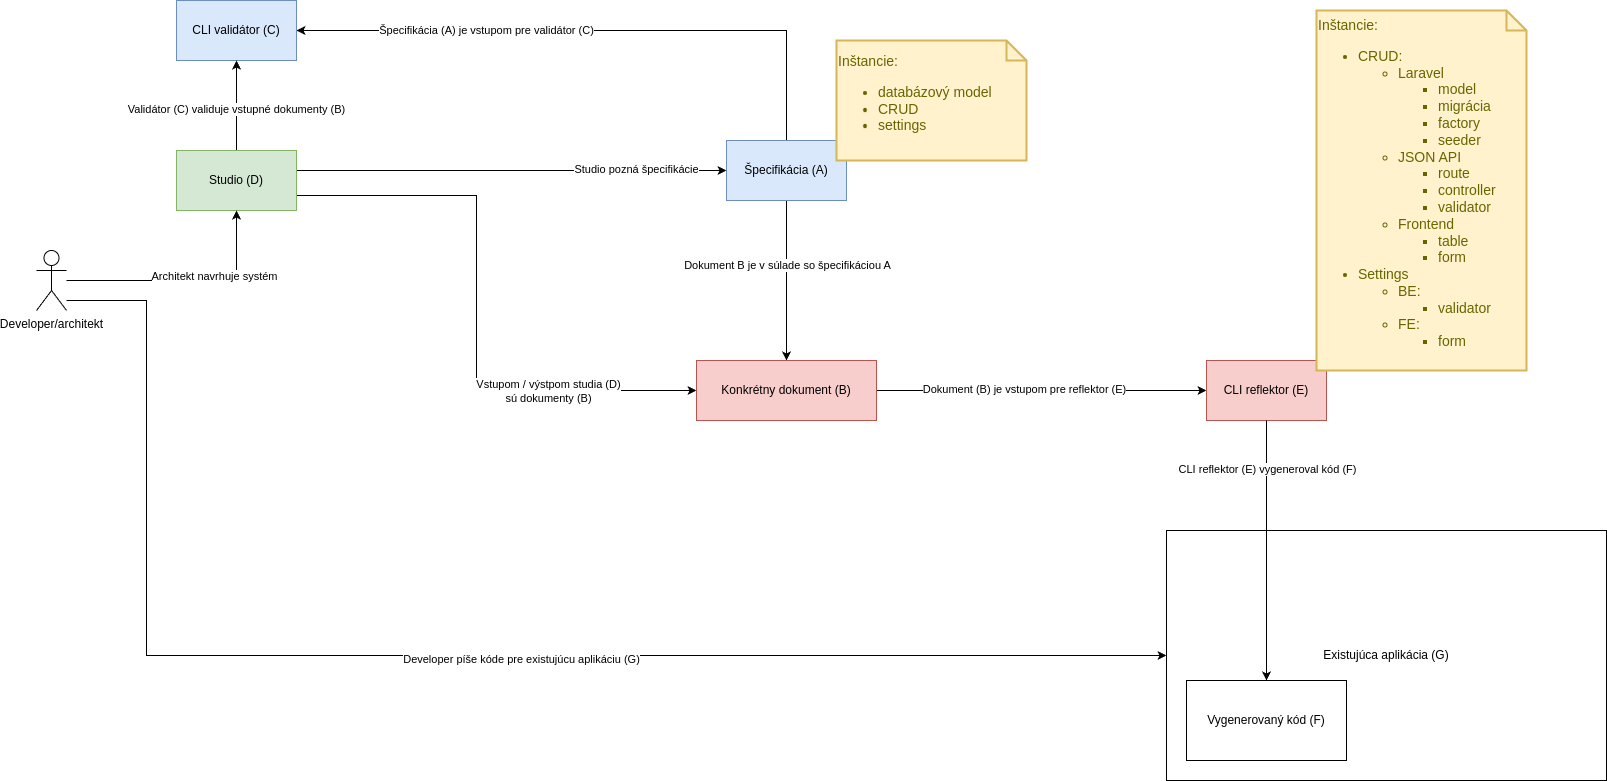 CLI validátor (C)
Špecifikácia (A) je vstupom pre validátor (C)
Inštancie:
databázový model
CRUD
settings
Validátor (C) validuje vstupné dokumenty (B)
Studio (D)
Studio pozná špecifikácie
Špecifikácia (A)
Inštancie:
CRUD:
Laravel
model
migrácia
factory
seeder
JSON API
route
controller
validator
Frontend
table
form
Settings
BE:
validator
FE:
form
Architekt navrhuje systém
Developer/architekt
Dokument B je v súlade so špecifikáciou A
Vstupom / výstpom studia (D)
sú dokumenty (B)
Konkrétny dokument (B)
Dokument (B) je vstupom pre reflektor (E)
CLI reflektor (E)
CLI reflektor (E) vygeneroval kód (F)
Developer píše kóde pre existujúcu aplikáciu (G)
Existujúca aplikácia (G)
Vygenerovaný kód (F)